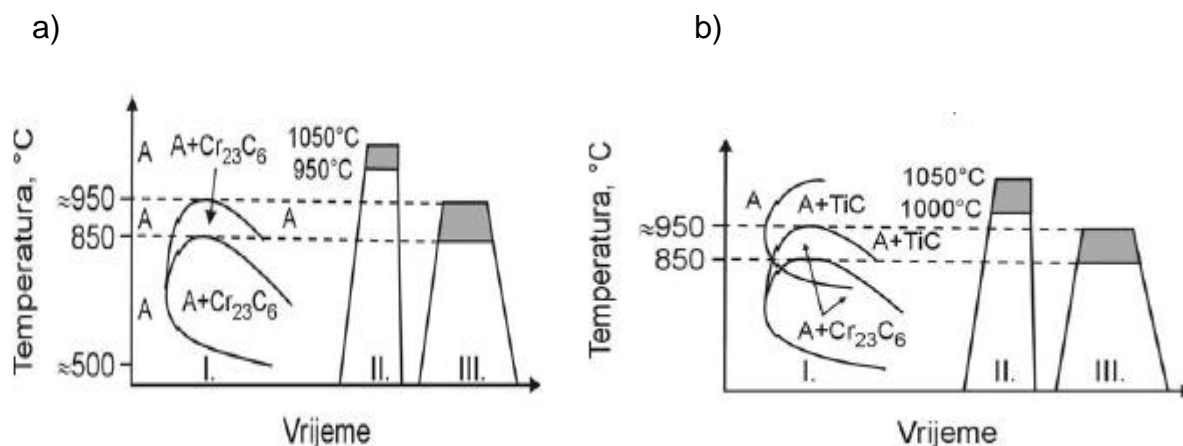 a)
Temperatura, °C
A
A+Cr₂₃C₆
1050°C
950°C
≈950
A
A
850
A
A+Cr₂₃C₆
≈500
I.
II.
III.
Vrijeme
b)
Temperatura, °C
A
A+TiC
1050°C
1000°C
≈950
A+TiC
850
A+Cr₂₃C₆
I.
II.
III.
Vrijeme